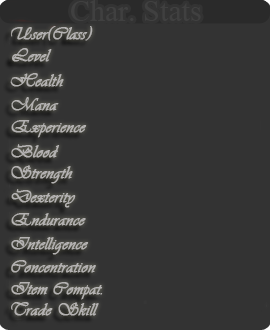 Char. Stats
User(Class)
Level
Health
Mana
Experience
Blood
Strength
Dexterity
Endurance
Intelligence
Concentration
Item Compat.
Trade Skill